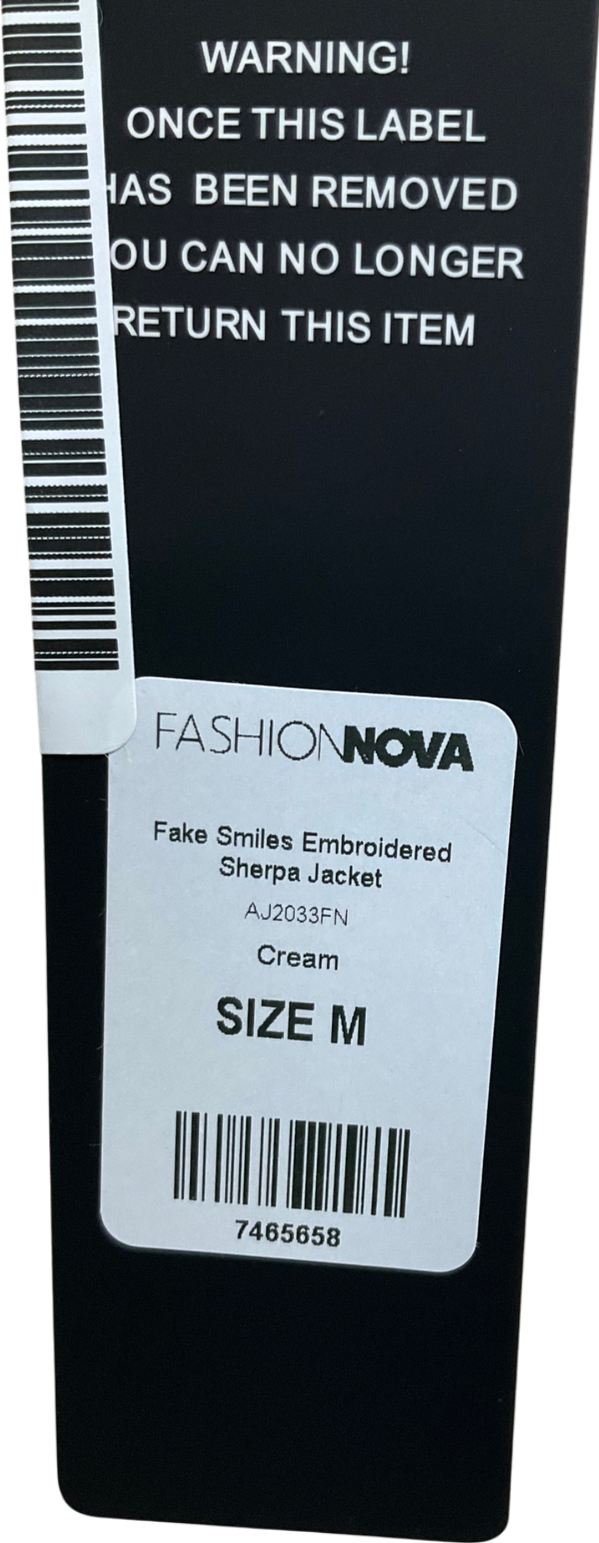 WARNING!
ONCE THIS LABEL
HAS BEEN REMOVED
OU CAN NO LONGER
RETURN THIS ITEM
FASHIONNOVA
Fake Smiles Embroidered
Sherpa Jacket
AJ2033FN
Cream
SIZE M
7465658